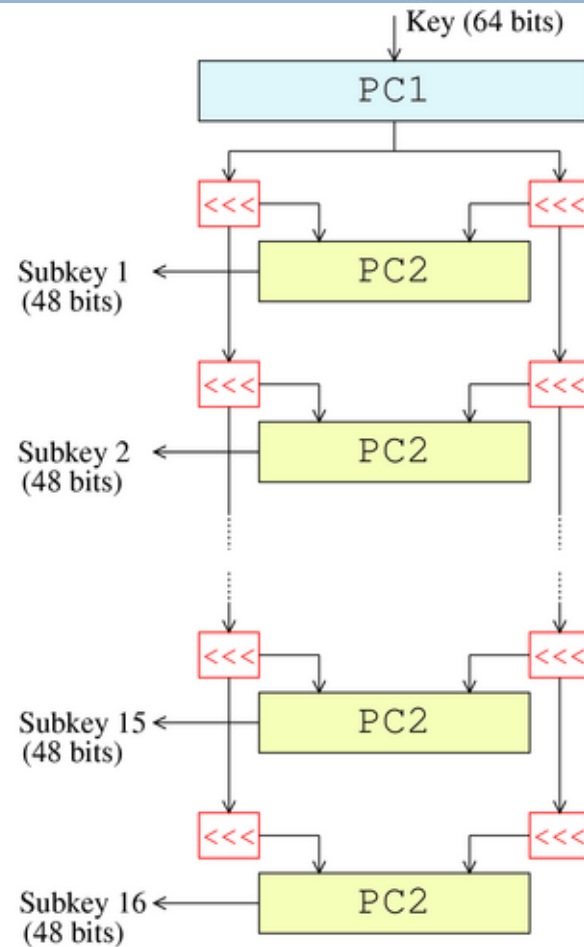 Key (64 bits)
PC1
<<< <<<
PC2
Subkey 1
(48 bits)
<<< <<<
PC2
Subkey 2
(48 bits)
<<< <<<
PC2
Subkey 15
(48 bits)
<<< <<<
PC2
Subkey 16
(48 bits)